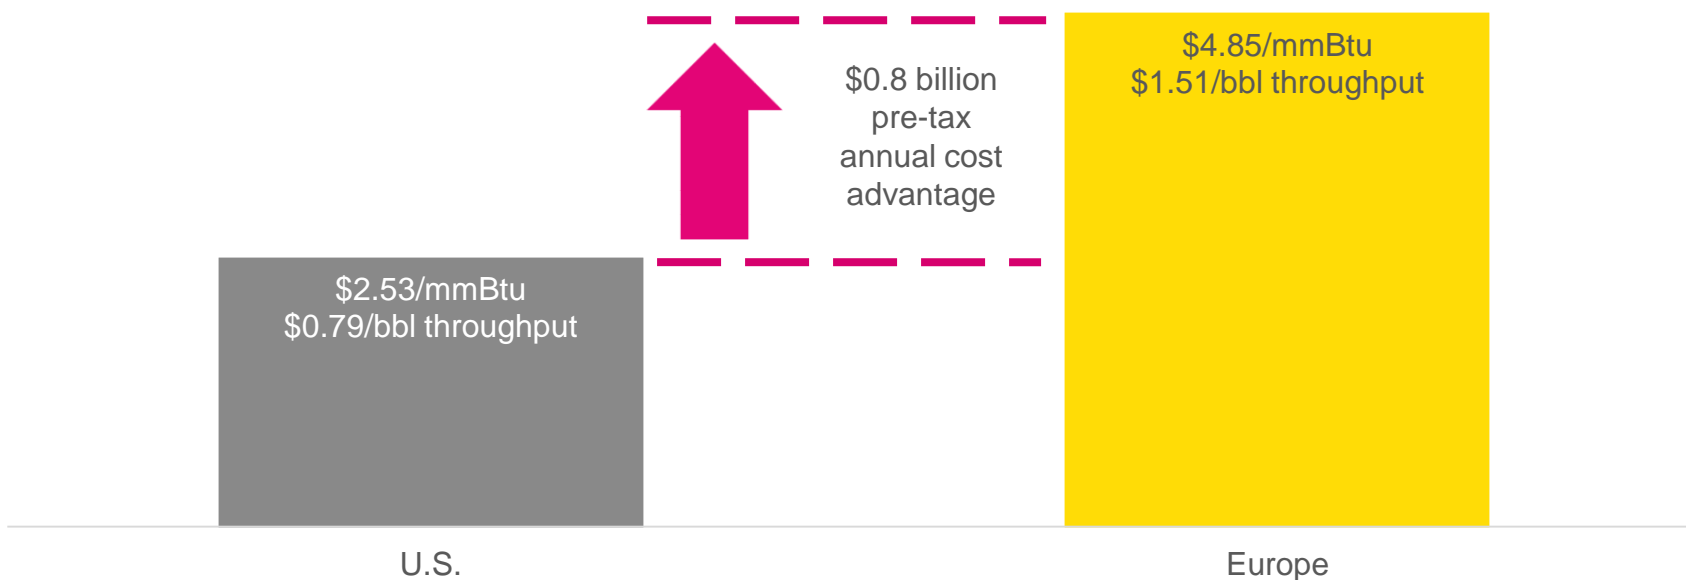 $4.85/mmBtu
$1.51/bbl throughput
$0.8 billion
pre-tax
annual cost
advantage
$2.53/mmBtu
$0.79/bbl throughput
U.S.
Europe